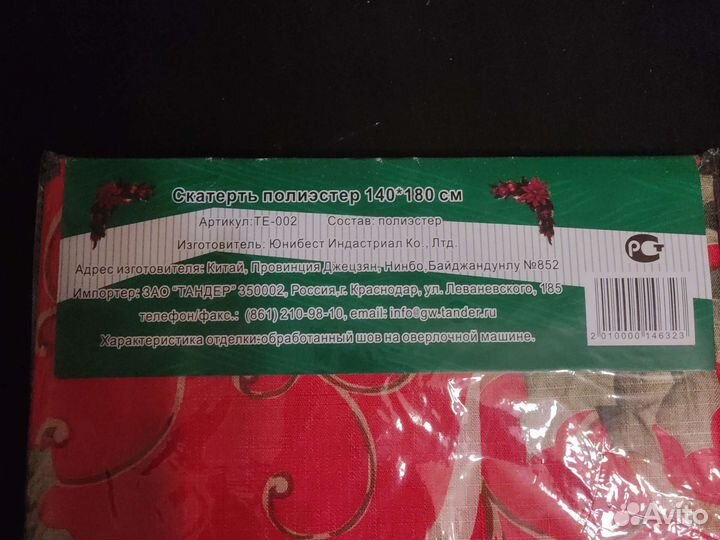 Скатерть полиэстер 140*180 см
Артикул:ТЕ-002 Состав: полиэстер
Изготовитель: Юнибест Индастриал Ко., Лтд.
Адрес изготовителя: Китай, Провинция Джецзян, Нинбо,Байджандунлу №852
Импортер: ЗАО "ТАНДЕР" 350002, Россия,г. Краснодар, ул. Леваневского, 185
телефон/факс.: (861) 210-98-10, email: info@gw.tander.ru
Характеристика отделки:обработанный шов на оверлочной машине.
РСТ
2 010000 146323
Avito